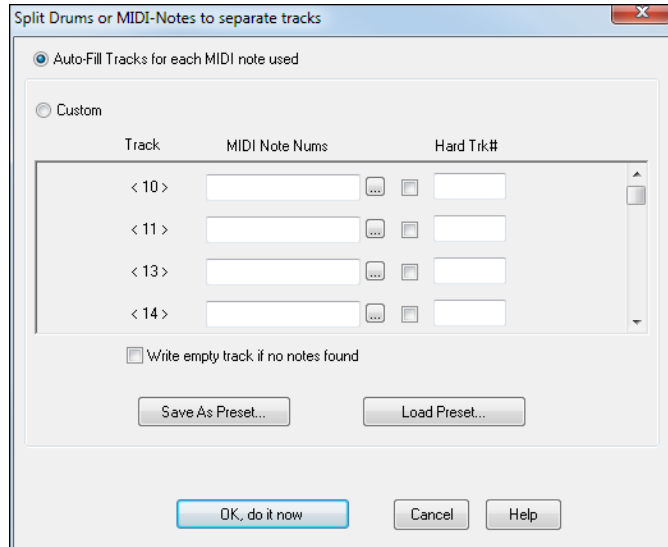 Split Drums or MIDI-Notes to separate tracks
Auto-Fill Tracks for each MIDI note used
Custom
Track MIDI Note Nums Hard Trk#
< 10 > ...
< 11 > ...
< 13 > ...
< 14 > ...
Write empty track if no notes found
Save As Preset... Load Preset...
OK, do it now Cancel Help